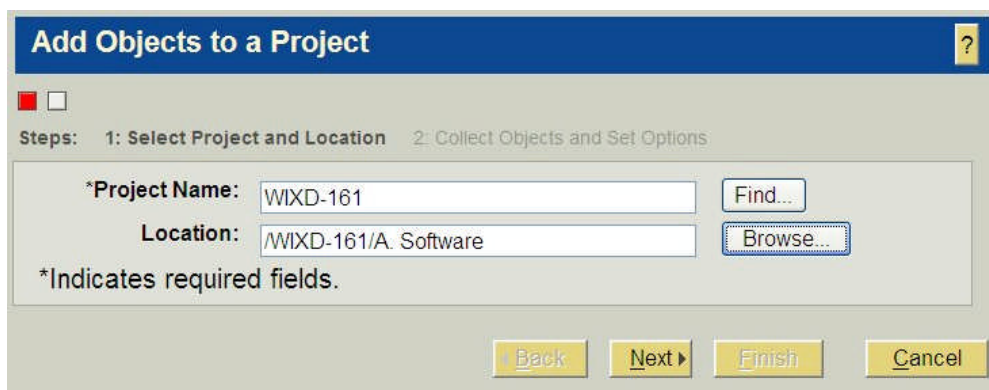 Add Objects to a Project ?
Steps: 1: Select Project and Location 2: Collect Objects and Set Options
*Project Name: WIXD-161 Find...
Location: /WIXD-161/A. Software Browse...
*Indicates required fields.
Back Next Finish Cancel